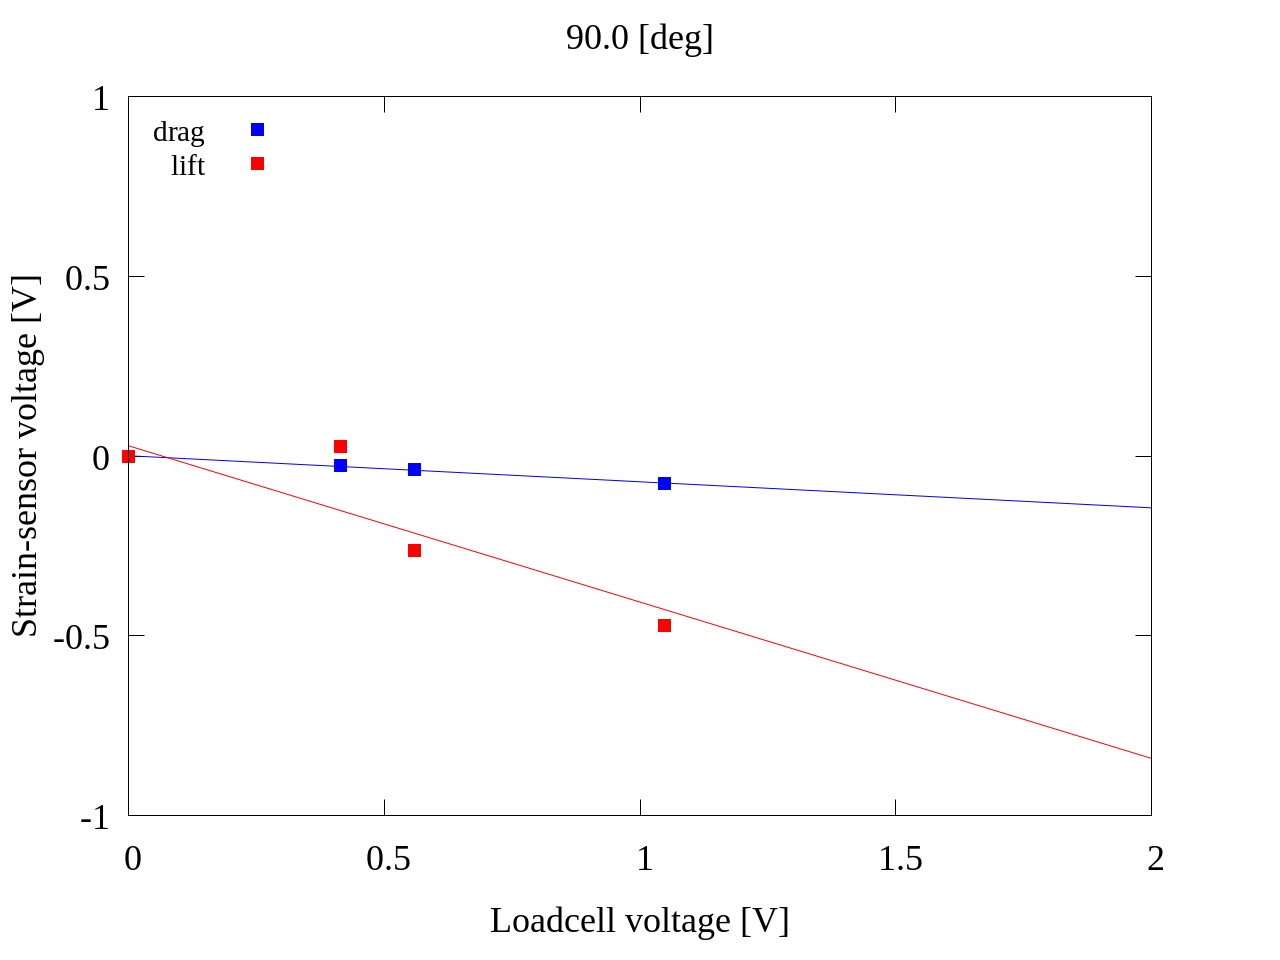 90.0 [deg]
drag
lift
1
0.5
0
-0.5
-1
Strain-sensor voltage [V]
0 0.5 1 1.5 2
Loadcell voltage [V]